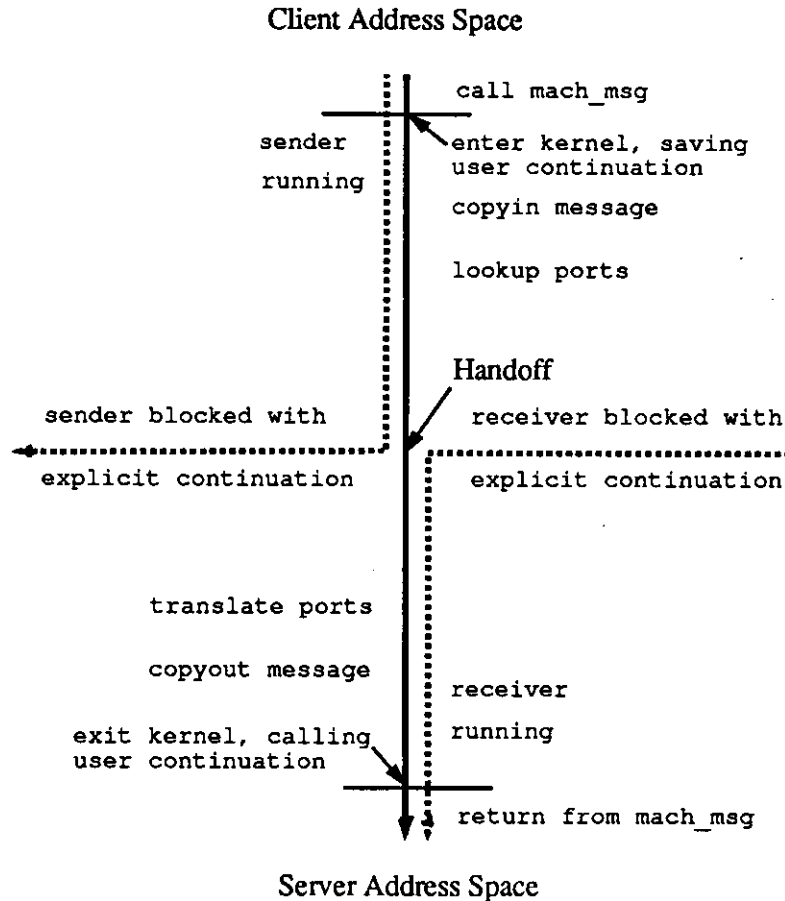 Client Address Space
call mach_msg
sender
running
enter kernel, saving
user continuation
copyin message
lookup ports
Handoff
sender blocked with
explicit continuation
receiver blocked with
explicit continuation
translate ports
copyout message
receiver
running
exit kernel, calling
user continuation
return from mach_msg
Server Address Space